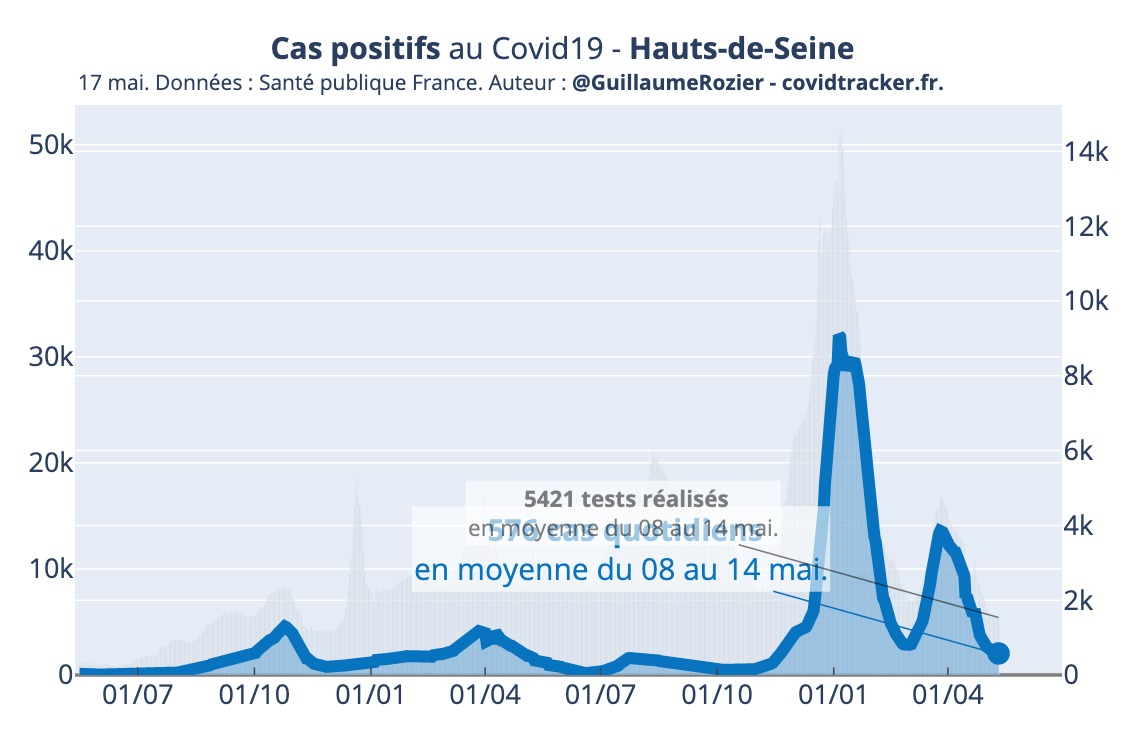 Cas positifs au Covid19 - Hauts-de-Seine
17 mai. Données : Santé publique France. Auteur : @GuillaumeRozier - covidtracker.fr.
50k
40k
30k
20k
10k
0
14k
12k
10k
8k
6k
4k
2k
0
5421 tests réalisés
en moyenne du 08 au 14 mai.
576 cas quotidiens
en moyenne du 08 au 14 mai.
01/07 01/10 01/01 01/04 01/07 01/10 01/01 01/04